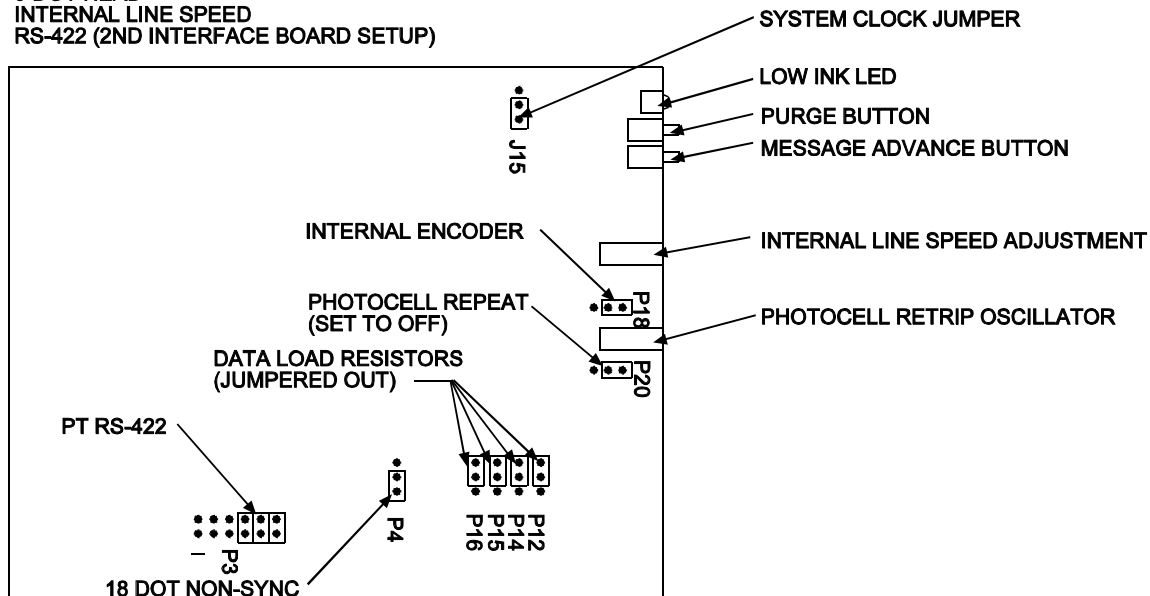 INTERNAL LINE SPEED
RS-422 (2ND INTERFACE BOARD SETUP)
SYSTEM CLOCK JUMPER
LOW INK LED
PURGE BUTTON
MESSAGE ADVANCE BUTTON
J15
INTERNAL ENCODER
INTERNAL LINE SPEED ADJUSTMENT
PHOTOCELL REPEAT
(SET TO OFF)
P18
PHOTOCELL RETRIP OSCILLATOR
DATA LOAD RESISTORS
(JUMPERED OUT)
P20
PT RS-422
P4
P16
P15
P14
P12
P3
18 DOT NON-SYNC